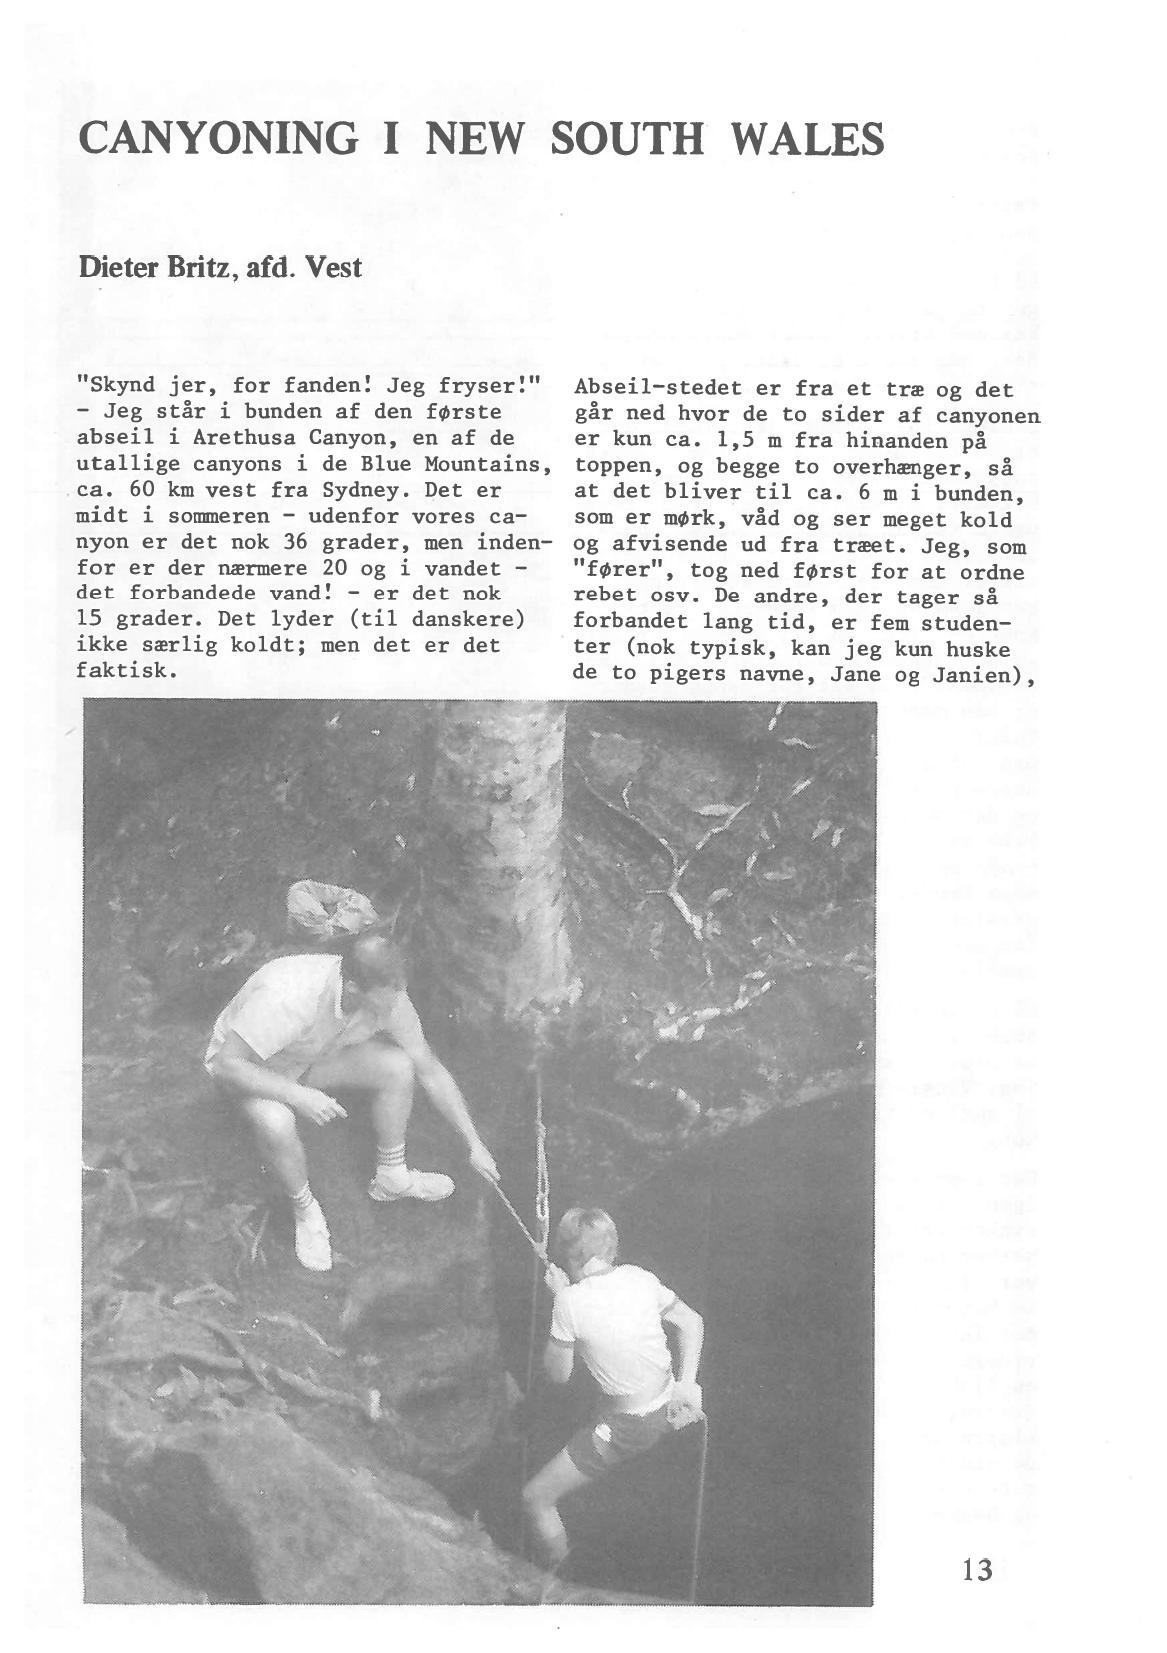 CANYONING I NEW SOUTH WALES
Dieter Britz, afd. Vest
"Skynd jer, for fanden! Jeg fryser!"
- Jeg står i bunden af den første
abseil i Arethusa Canyon, en af de
utallige canyons i de Blue Mountains,
ca. 60 km vest fra Sydney. Det er
midt i sommeren - udenfor vores ca-
nyon er det nok 36 grader, men inden-
for er der nærmere 20 og i vandet -
det forbandede vand! - er det nok
15 grader. Det lyder (til danskere)
ikke særlig koldt; men det er det
faktisk.
Abseil-stedet er fra et træ og det
går ned hvor de to sider af canyonen
er kun ca. 1,5 m fra hinanden på
toppen, og begge to overhænger, så
at det bliver til ca. 6 m i bunden,
som er mørk, våd og ser meget kold
og afvisende ud fra træet. Jeg, som
"fører", tog ned først for at ordne
rebet osv. De andre, der tager så
forbandet lang tid, er fem studen-
ter (nok typisk, kan jeg kun huske
de to pigers navne, Jane og Janien),
13